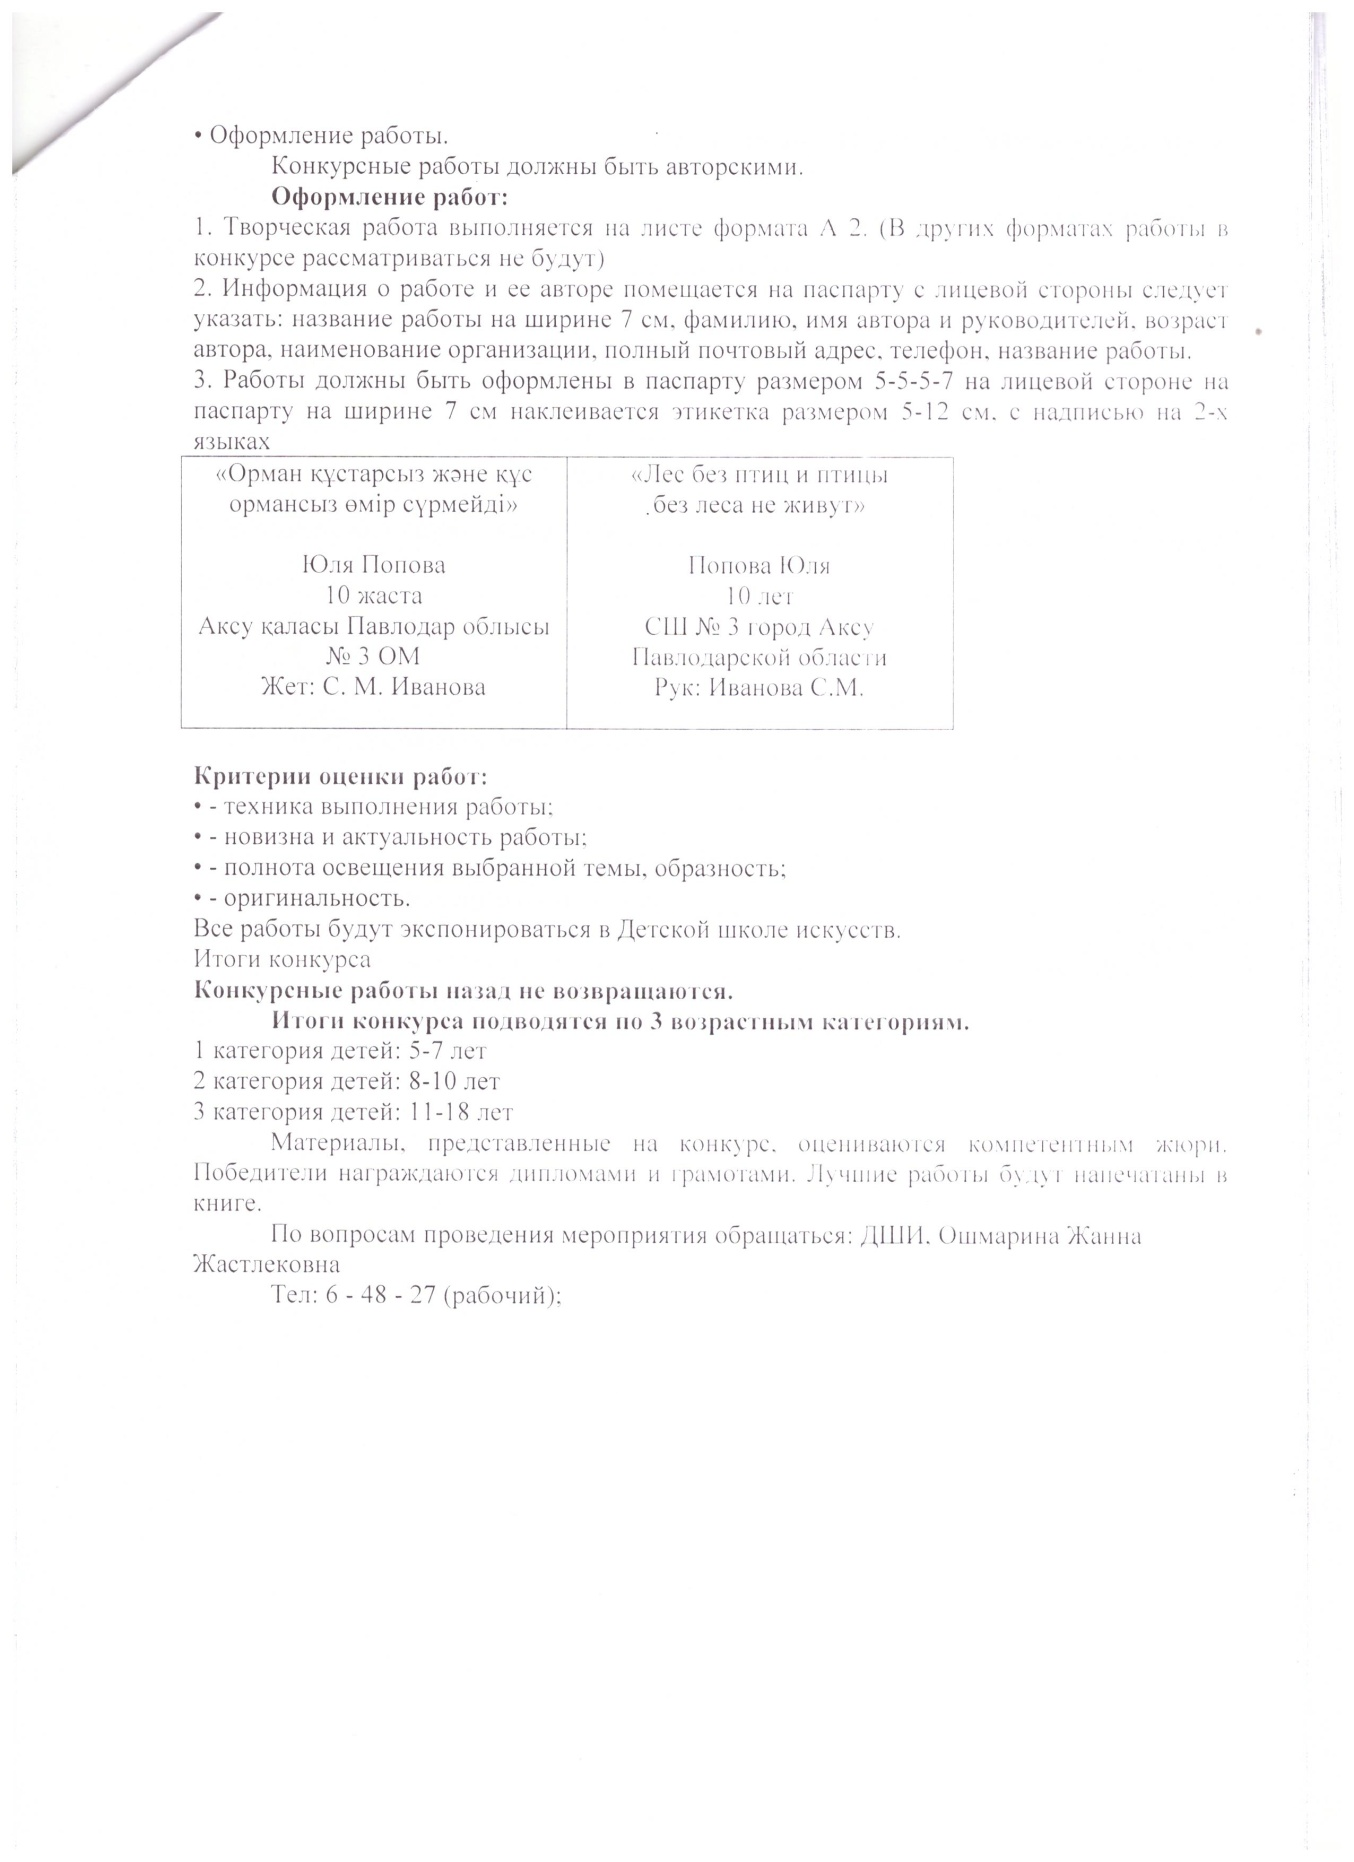 • Оформление работы.
Конкурсные работы должны быть авторскими.
Оформление работ:
1. Творческая работа выполняется на листе формата А 2. (В других форматах работы в
конкурсе рассматриваться не будут)
2. Информация о работе и ее авторе помещается на паспарту с лицевой стороны следует
указать: название работы на ширине 7 см, фамилию, имя автора и руководителей, возраст
автора, наименование организации, полный почтовый адрес, телефон, название работы.
3. Работы должны быть оформлены в паспарту размером 5-5-5-7 на лицевой стороне на
паспарту на ширине 7 см наклеивается этикетка размером 5-12 см, с надписью на 2-х
языках
«Орман құстарсыз және құс
ормансыз өмір сүрмейді»
Юля Попова
10 жаста
Аксу қаласы Павлодар облысы
№ 3 ОМ
Жет: С. М. Иванова
«Лес без птиц и птицы
без леса не живут»
Попова Юля
10 лет
СШ № 3 город Аксу
Павлодарской области
Рук: Иванова С.М.
Критерии оценки работ:
• - техника выполнения работы;
• - новизна и актуальность работы;
• - полнота освещения выбранной темы, образность;
• - оригинальность.
Все работы будут экспонироваться в Детской школе искусств.
Итоги конкурса
Конкурсные работы назад не возвращаются.
Итоги конкурса подводятся по 3 возрастным категориям.
1 категория детей: 5-7 лет
2 категория детей: 8-10 лет
3 категория детей: 11-18 лет
Материалы, представленные на конкурс, оцениваются компетентным жюри.
Победители награждаются дипломами и грамотами. Лучшие работы будут напечатаны в
книге.
По вопросам проведения мероприятия обращаться: ДШИ, Ошмарина Жанна
Жастлековна
Тел: 6 - 48 - 27 (рабочий);